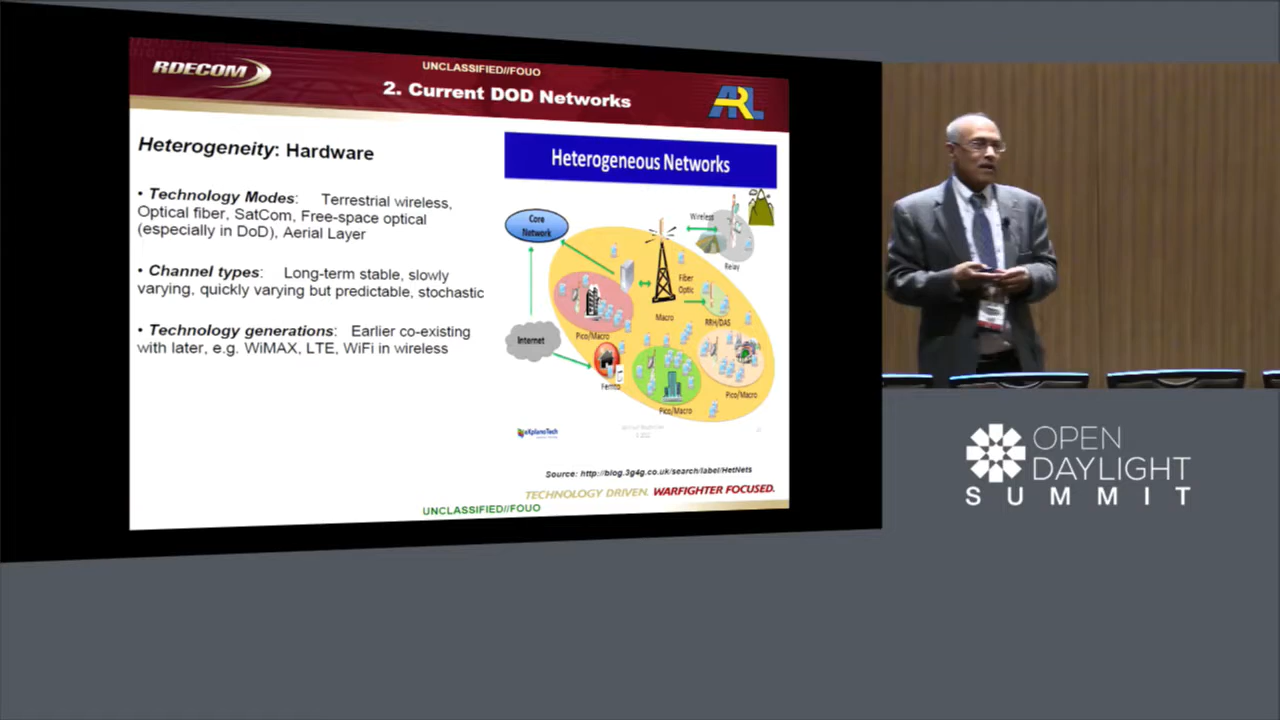 RDECOM
UNCLASSIFIED//FOUO
2. Current DOD Networks
ARL
Heterogeneity: Hardware
• Technology Modes: Terrestrial wireless,
Optical fiber, SatCom, Free-space optical
(especially in DoD), Aerial Layer
• Channel types: Long-term stable, slowly
varying, quickly varying but predictable, stochastic
• Technology generations: Earlier co-existing
with later, e.g. WiMAX, LTE, WiFi in wireless
Heterogeneous Networks
Core
Network
Wireless
Relay
Fiber
Optic
Macro
RRH/DAS
Pico/Macro
Internet
Femto
Pico/Macro
Pico/Macro
eXplanoTech
Source: http://blog.3g4g.co.uk/search/label/HetNets
TECHNOLOGY DRIVEN. WARFIGHTER FOCUSED.
UNCLASSIFIED//FOUO
OPEN
DAYLIGHT
SUMMIT